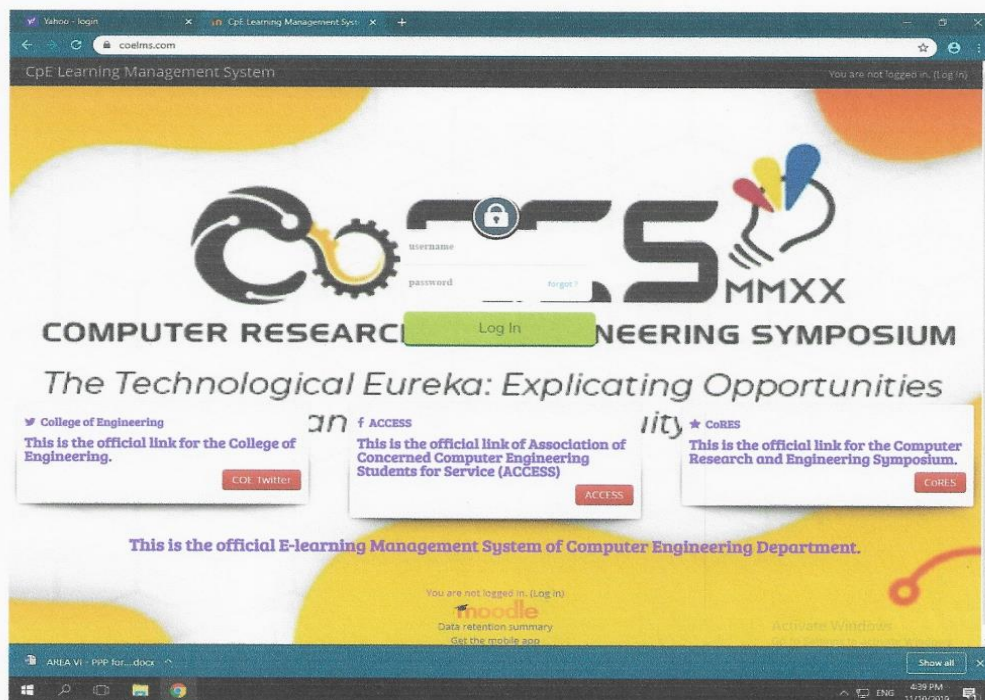 Yahoo - login
CpE Learning Management Syst
coelms.com
CpE Learning Management System
You are not logged in. (Log in)
MMXX
username
password
forgot ?
Log In
COMPUTER RESEARC
NEERING SYMPOSIUM
The Technological Eureka: Explicating Opportunities
an
uity
College of Engineering
This is the official link for the College of
Engineering.
COE Twitter
ACCESS
This is the official link of Association of
Concerned Computer Engineering
Students for Service (ACCESS)
ACCESS
CoRES
This is the official link for the Computer
Research and Engineering Symposium.
CoRES
This is the official E-learning Management System of Computer Engineering Department.
You are not logged in. (Log in)
moodle
Data retention summary
Get the mobile app
Activate Windows
AREA VI - PPP for....docx
Show all
ENG
4:39 PM
11/10/2019